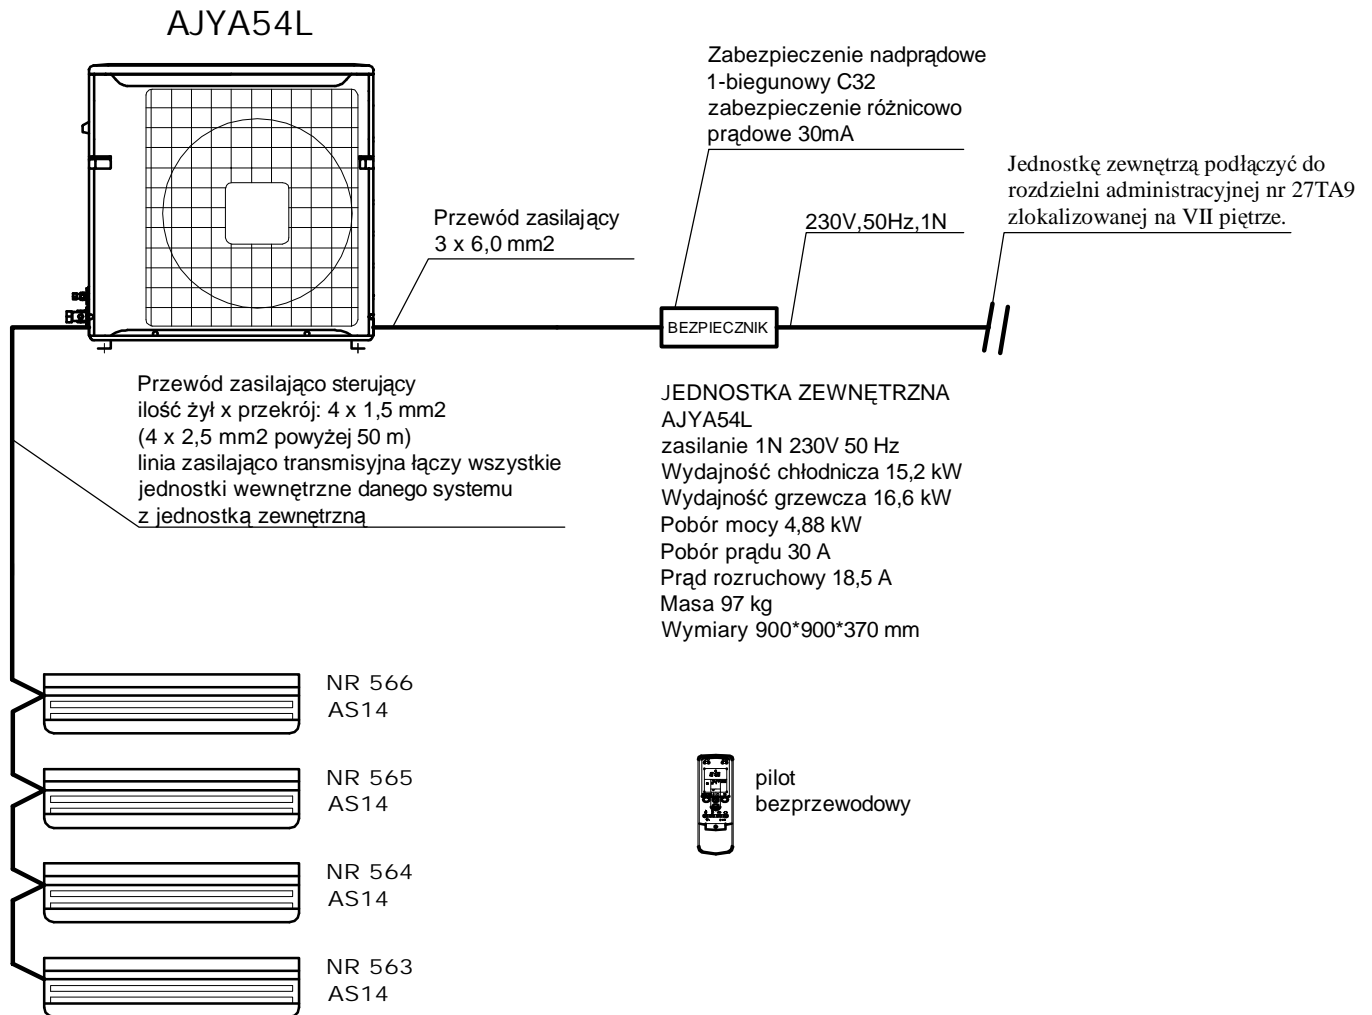 AJYA54L
Zabezpieczenie nadprądowe
1-biegunowy C32
zabezpieczenie różnicowo
prądowe 30mA
Jednostkę zewnętrzą podłączyć do
rozdzielni administracyjnej nr 27TA9
zlokalizowanej na VII piętrze.
Przewód zasilający
3 x 6,0 mm2
230V,50Hz,1N
BEZPIECZNIK
Przewód zasilająco sterujący
ilość żył x przekrój: 4 x 1,5 mm2
(4 x 2,5 mm2 powyżej 50 m)
linia zasilająco transmisyjna łączy wszystkie
jednostki wewnętrzne danego systemu
z jednostką zewnętrzną
JEDNOSTKA ZEWNĘTRZNA
AJYA54L
zasilanie 1N 230V 50 Hz
Wydajność chłodnicza 15,2 kW
Wydajność grzewcza 16,6 kW
Pobór mocy 4,88 kW
Pobór prądu 30 A
Prąd rozruchowy 18,5 A
Masa 97 kg
Wymiary 900*900*370 mm
NR 566
AS14
NR 565
AS14
NR 564
AS14
NR 563
AS14
pilot
bezprzewodowy